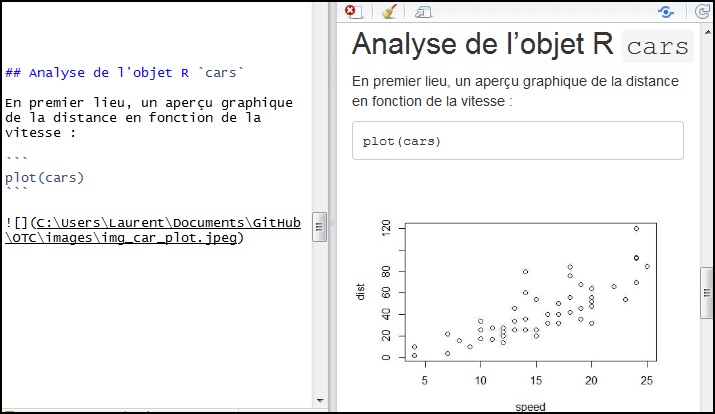 ## Analyse de l'objet R `cars`
En premier lieu, un aperçu graphique
de la distance en fonction de la
vitesse :
```
plot(cars)
```
![](C:\Users\Laurent\Documents\GitHub
\OTC\images\img_car_plot.jpeg)
Analyse de l’objet R cars
En premier lieu, un aperçu graphique de la distance
en fonction de la vitesse :
plot(cars)
120
80
60
40
20
0
dist
5 10 15 20 25
speed